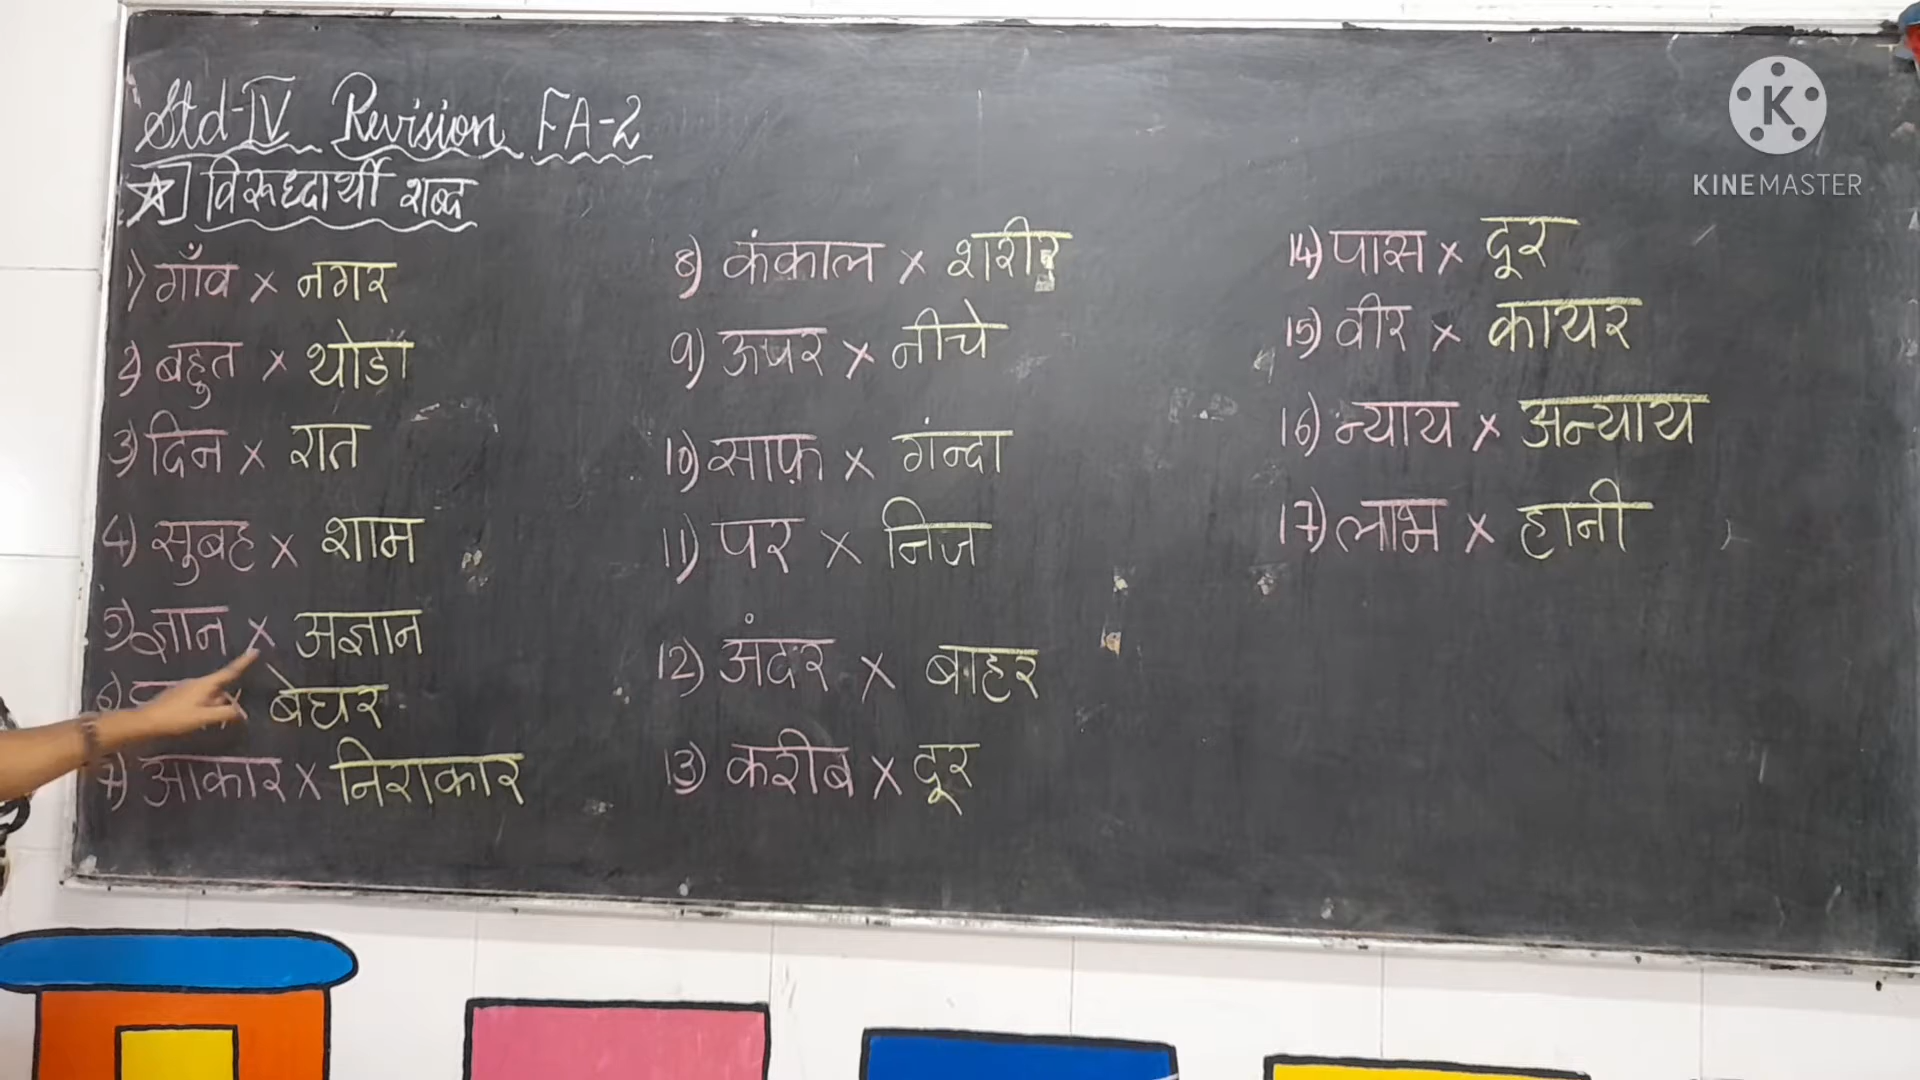 Std-IV Revision FA-2
विरूध्दार्थी शब्द
1) गाँव × नगर
2) बहुत × थोडा
3) दिन × रात
4) सुबह × शाम
5) ज्ञान × अज्ञान
6) × बेघर
7) आकार × निराकार
8) कंकाल × शरीर
9) ऊपर × नीचे
10) साफ़ × गंन्दा
11) पर × निज
12) अंदर × बाहर
13) करीब × दूर
14) पास × दूर
15) वीर × कायर
16) न्याय × अन्याय
17) लाभ × हानी
K
KINEMASTER